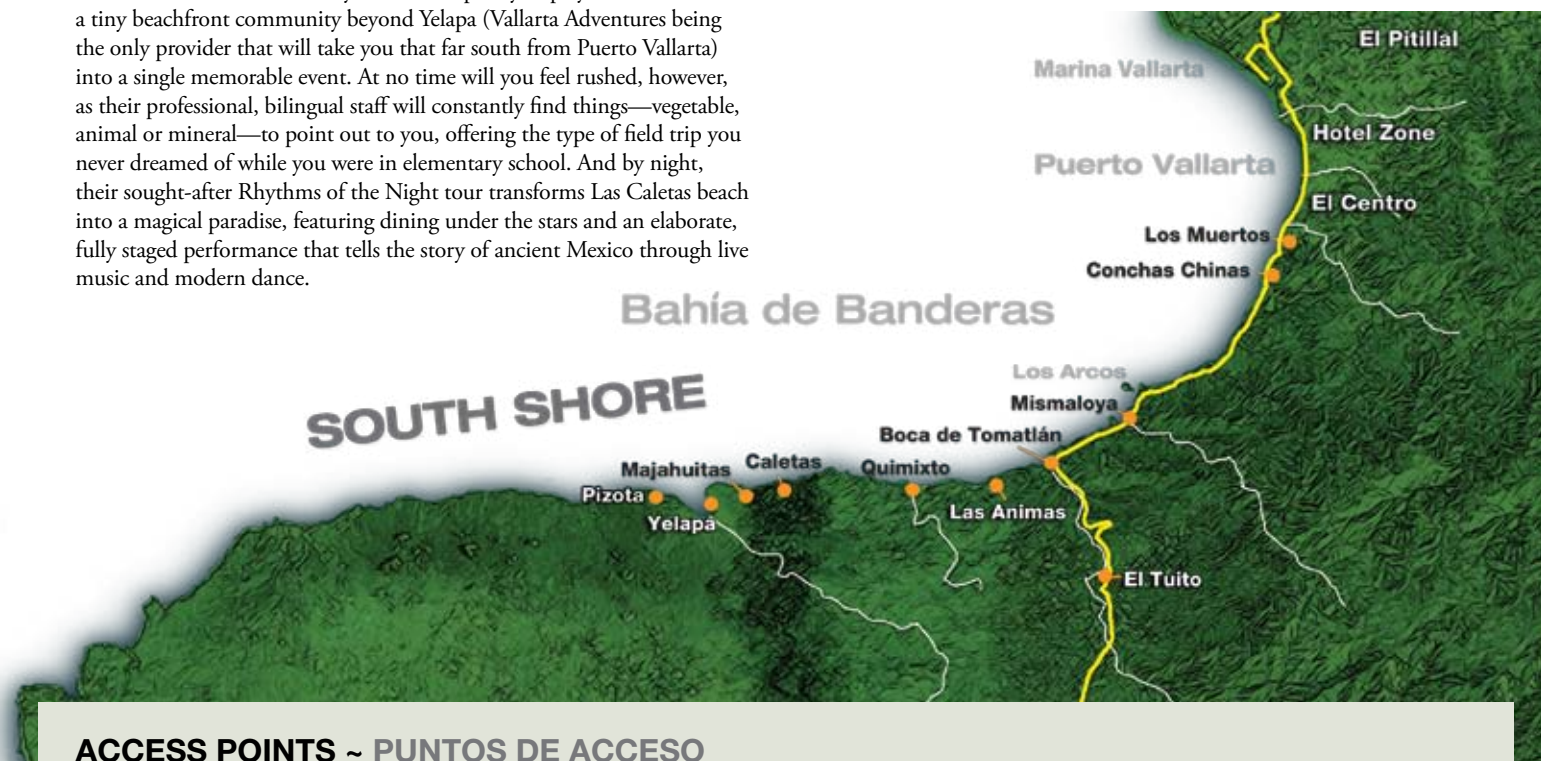 a tiny beachfront community beyond Yelapa (Vallarta Adventures being
the only provider that will take you that far south from Puerto Vallarta)
into a single memorable event. At no time will you feel rushed, however,
as their professional, bilingual staff will constantly find things—vegetable,
animal or mineral—to point out to you, offering the type of field trip you
never dreamed of while you were in elementary school. And by night,
their sought-after Rhythms of the Night tour transforms Las Caletas beach
into a magical paradise, featuring dining under the stars and an elaborate,
fully staged performance that tells the story of ancient Mexico through live
music and modern dance.
El Pitillal
Marina Vallarta
Hotel Zone
Puerto Vallarta
El Centro
Los Muertos
Conchas Chinas
Bahía de Banderas
Los Arcos
SOUTH SHORE
Mismaloya
Boca de Tomatlán
Majahuitas
Caletas
Quimixto
Pizota
Las Animas
Yelapa
El Tuito
ACCESS POINTS ~ PUNTOS DE ACCESO